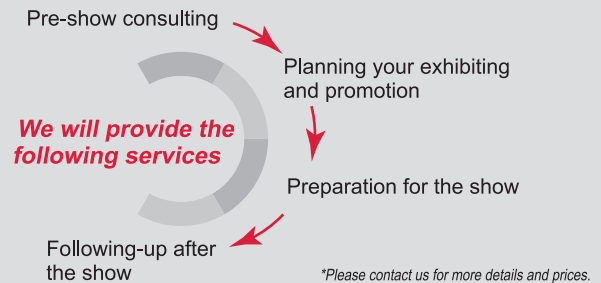 Pre-show consulting
Planning your exhibiting
and promotion
We will provide the
following services
Preparation for the show
Following-up after
the show
*Please contact us for more details and prices.